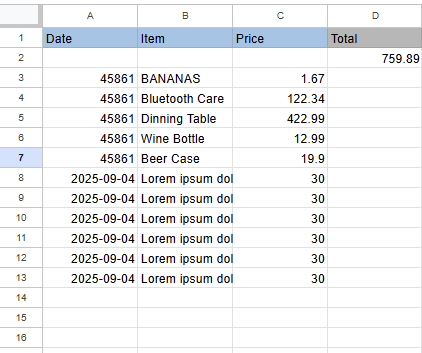 A B C D
1 Date Item Price Total
2 759.89
3 45861 BANANAS 1.67
4 45861 Bluetooth Care 122.34
5 45861 Dinning Table 422.99
6 45861 Wine Bottle 12.99
7 45861 Beer Case 19.9
8 2025-09-04 Lorem ipsum dol 30
9 2025-09-04 Lorem ipsum dol 30
10 2025-09-04 Lorem ipsum dol 30
11 2025-09-04 Lorem ipsum dol 30
12 2025-09-04 Lorem ipsum dol 30
13 2025-09-04 Lorem ipsum dol 30
14
15
16